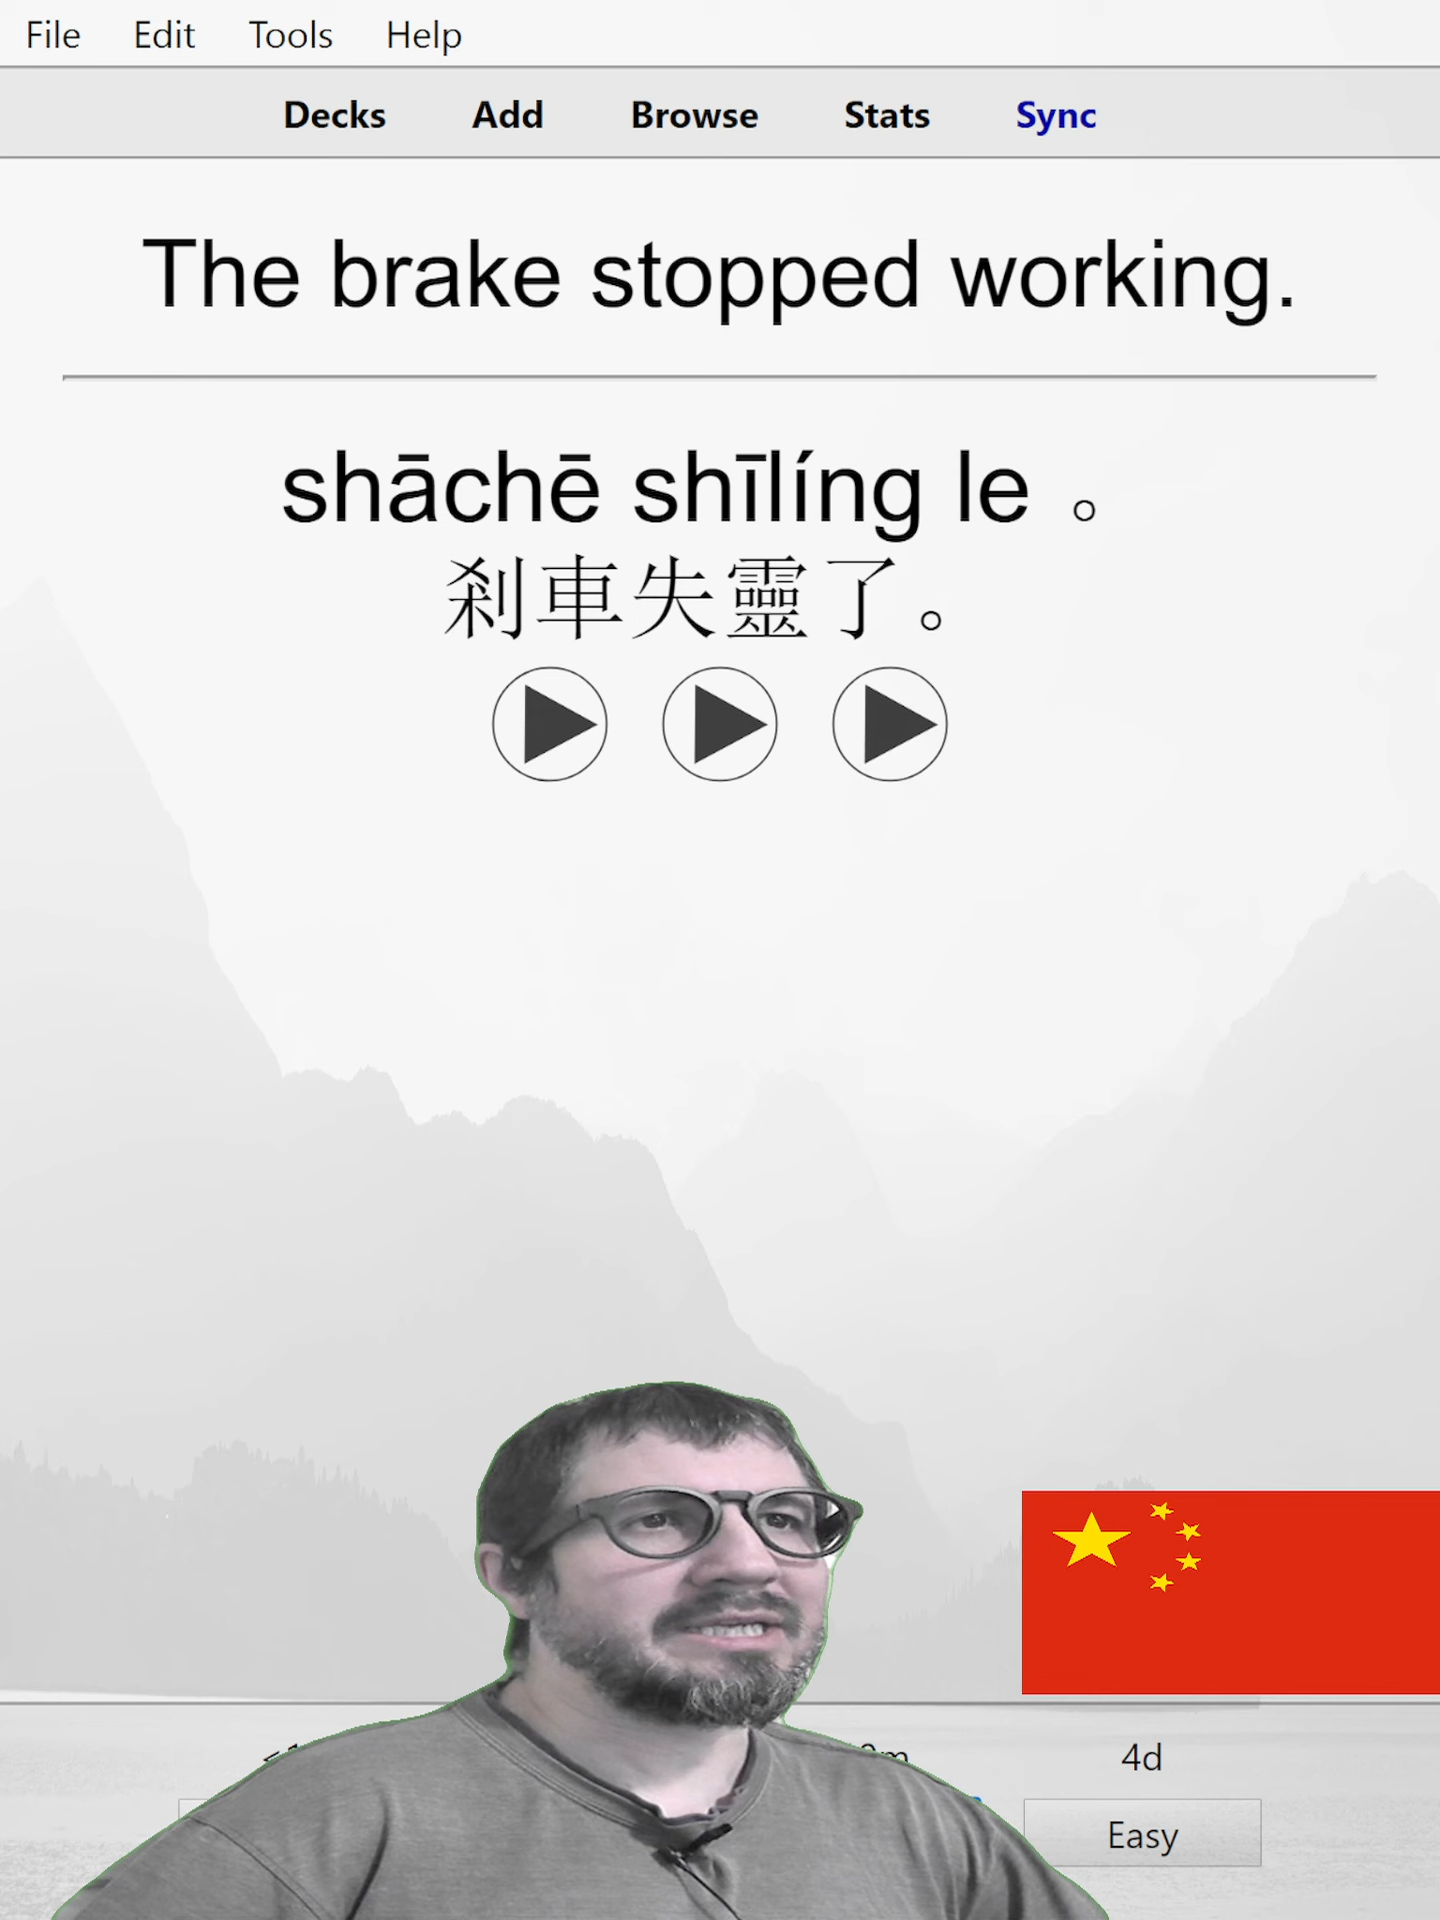 File Edit Tools Help
Decks Add Browse Stats Sync
The brake stopped working.
shāchē shīlíng le 。
剎車失靈了。
4d
Easy